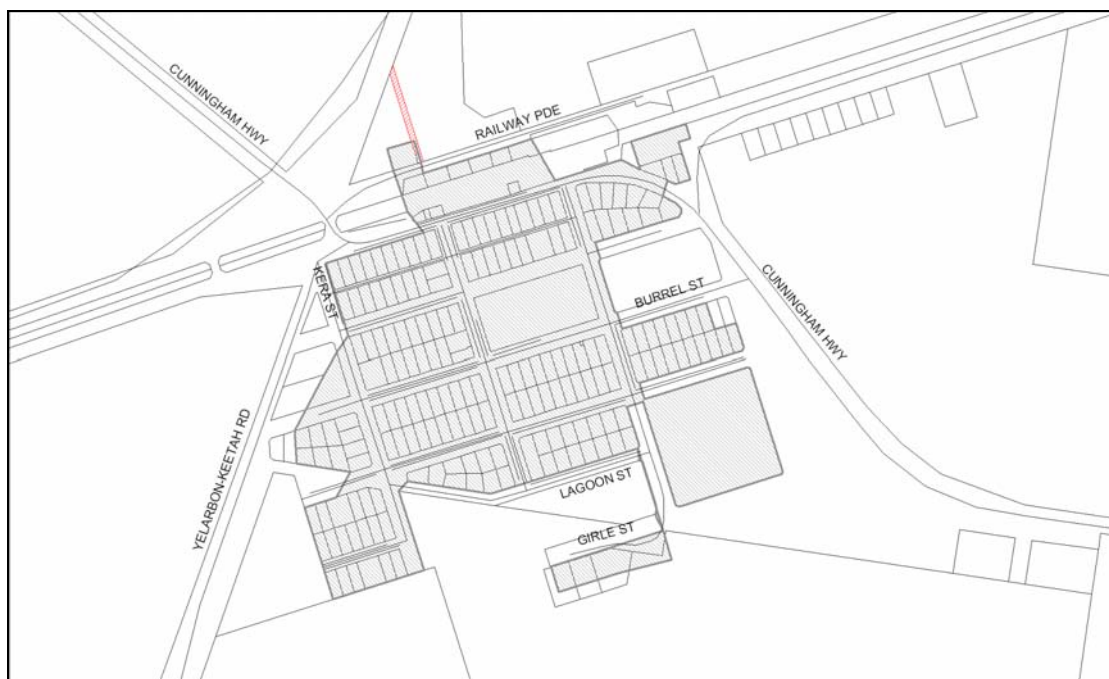 CUNNINGHAM HWY
RAILWAY PDE
KERA ST
BURREL ST
CUNNINGHAM HWY
YELARBON-KEETAH RD
LAGOON ST
GIRLE ST